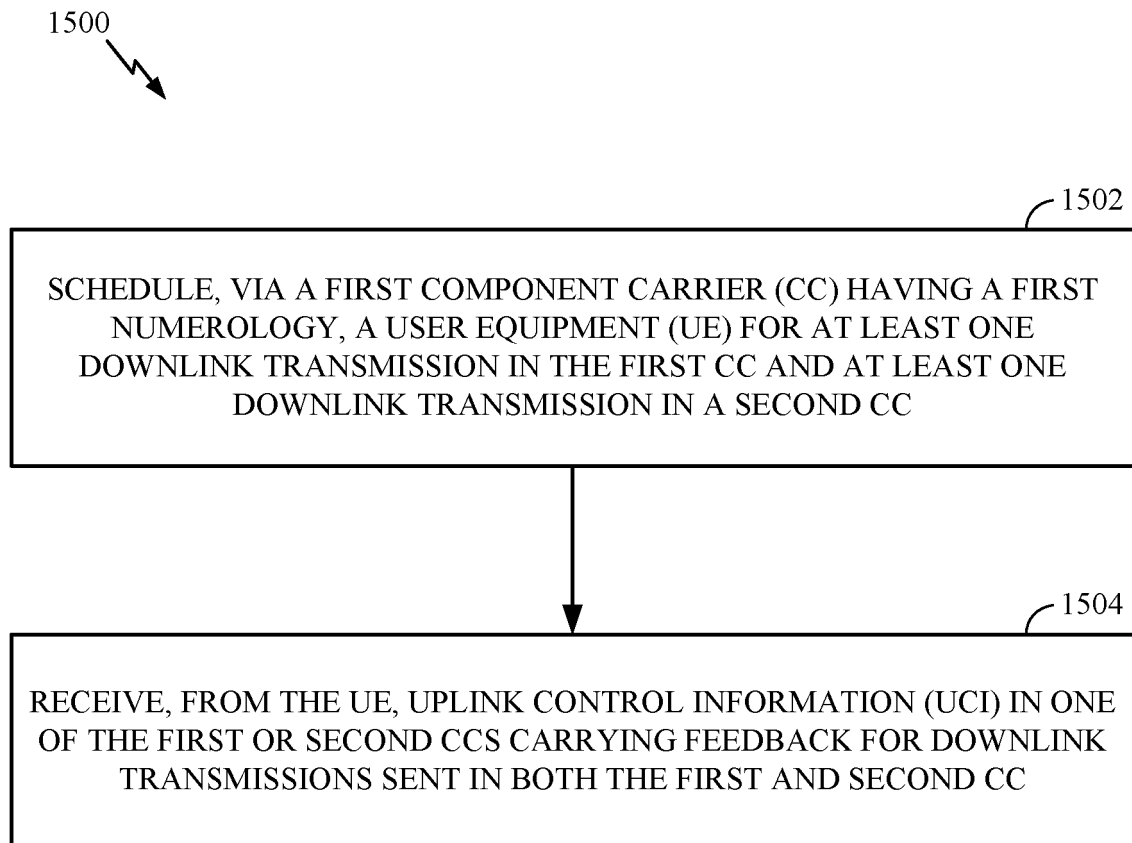 1500
1502
SCHEDULE, VIA A FIRST COMPONENT CARRIER (CC) HAVING A FIRST
NUMEROLOGY, A USER EQUIPMENT (UE) FOR AT LEAST ONE
DOWNLINK TRANSMISSION IN THE FIRST CC AND AT LEAST ONE
DOWNLINK TRANSMISSION IN A SECOND CC
1504
RECEIVE, FROM THE UE, UPLINK CONTROL INFORMATION (UCI) IN ONE
OF THE FIRST OR SECOND CCS CARRYING FEEDBACK FOR DOWNLINK
TRANSMISSIONS SENT IN BOTH THE FIRST AND SECOND CC